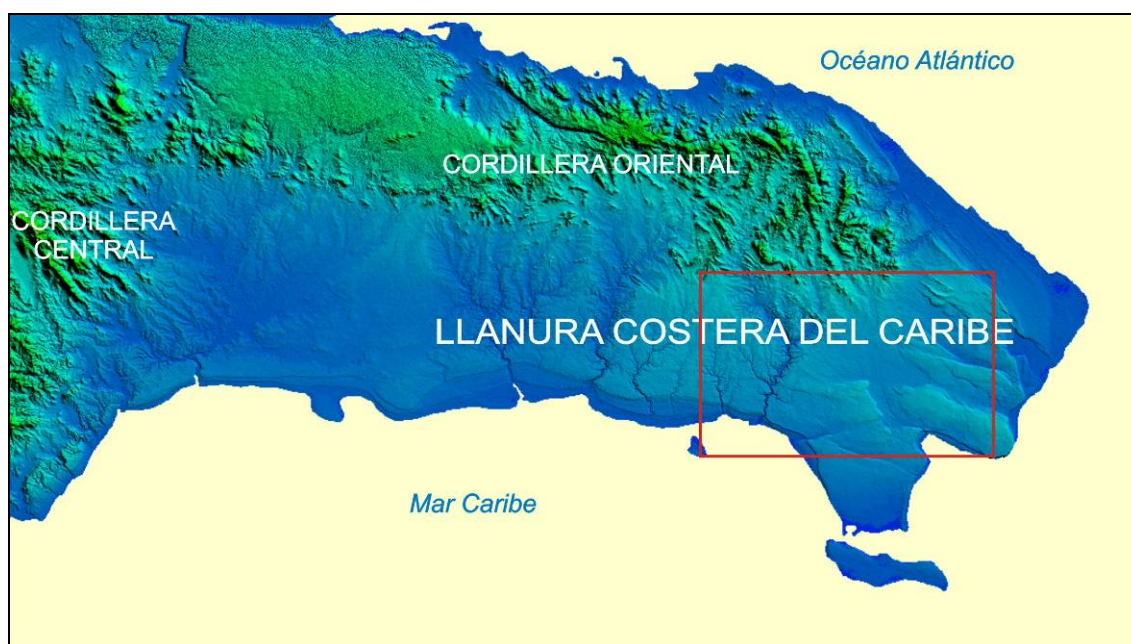 Océano Atlántico
CORDILLERA ORIENTAL
CORDILLERA
CENTRAL
LLANURA COSTERA DEL CARIBE
Mar Caribe